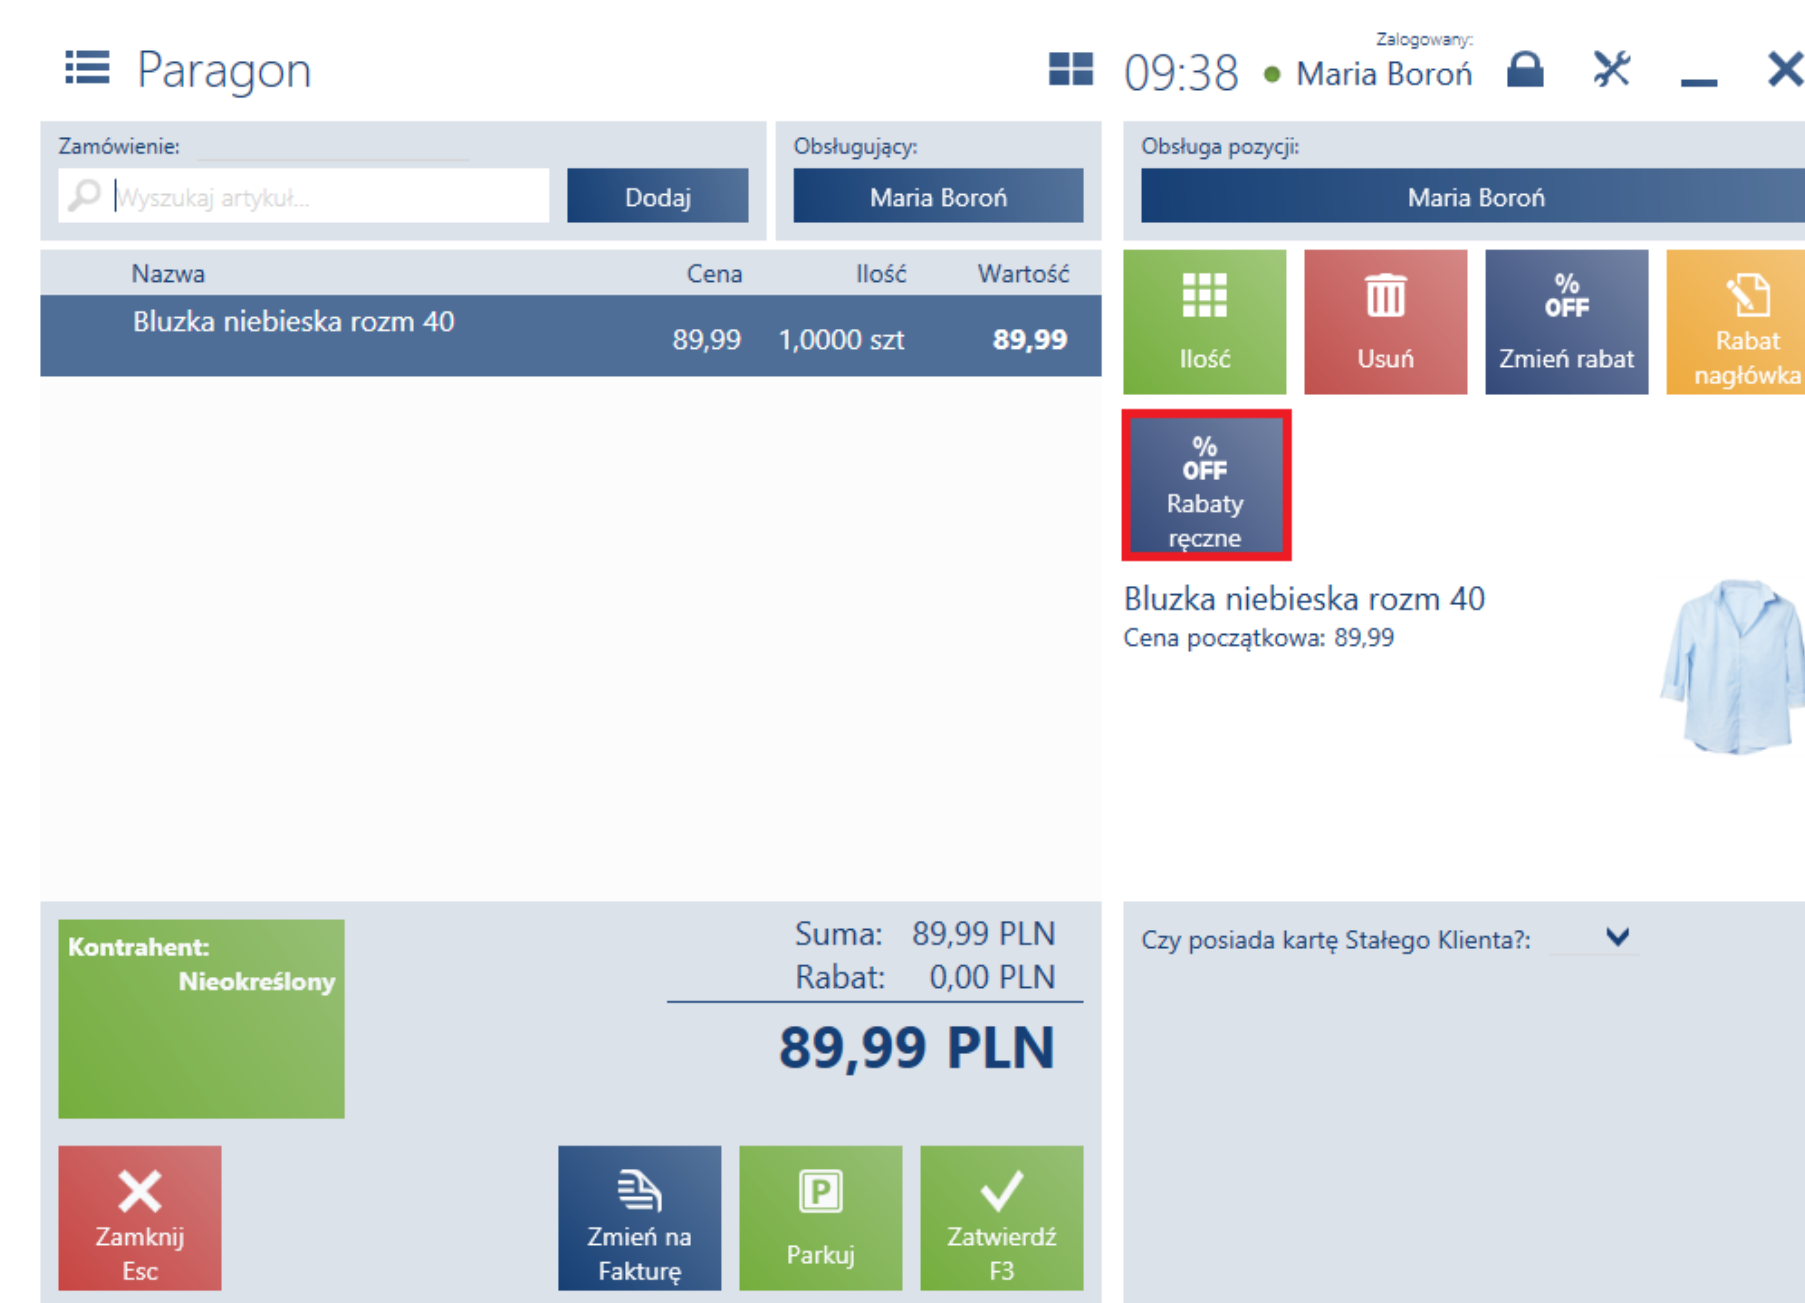 Paragon
09:38
Zalogowany:
Maria Boroń
Zamówienie:
Wyszukaj artykuł...
Dodaj
Obsługujący:
Maria Boroń
Obsługa pozycji:
Maria Boroń
Nazwa Cena Ilość Wartość
Bluzka niebieska rozm 40 89,99 1,0000 szt 89,99
Ilość
Usuń
% OFF
Zmień rabat
Rabat
nagłówka
%
OFF
Rabaty
ręczne
Bluzka niebieska rozm 40
Cena początkowa: 89,99
Kontrahent:
Nieokreślony
Suma: 89,99 PLN
Rabat: 0,00 PLN
89,99 PLN
Czy posiada kartę Stałego Klienta?:
Zamknij
Esc
Zmień na
Fakturę
P
Parkuj
Zatwierdź
F3